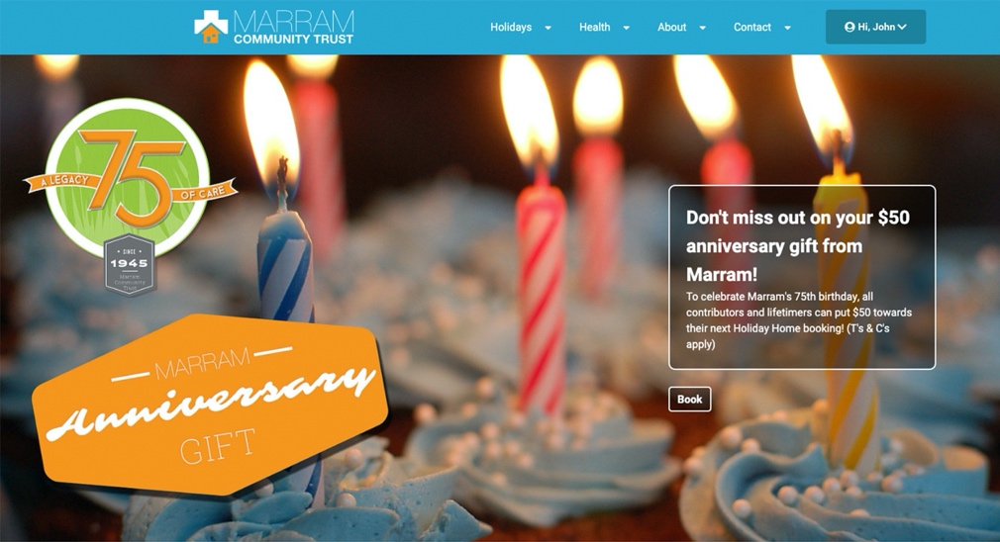 MARRAM
COMMUNITY TRUST
Holidays
Health
About
Contact
Hi, John
75
A LEGACY
OF CARE
• SINCE •
1945
Marram
Community
Trust
MARRAM
Anniversary
GIFT
Don't miss out on your $50
anniversary gift from
Marram!
To celebrate Marram's 75th birthday, all
contributors and lifetimers can put $50 towards
their next Holiday Home booking! (T's & C's
apply)
Book